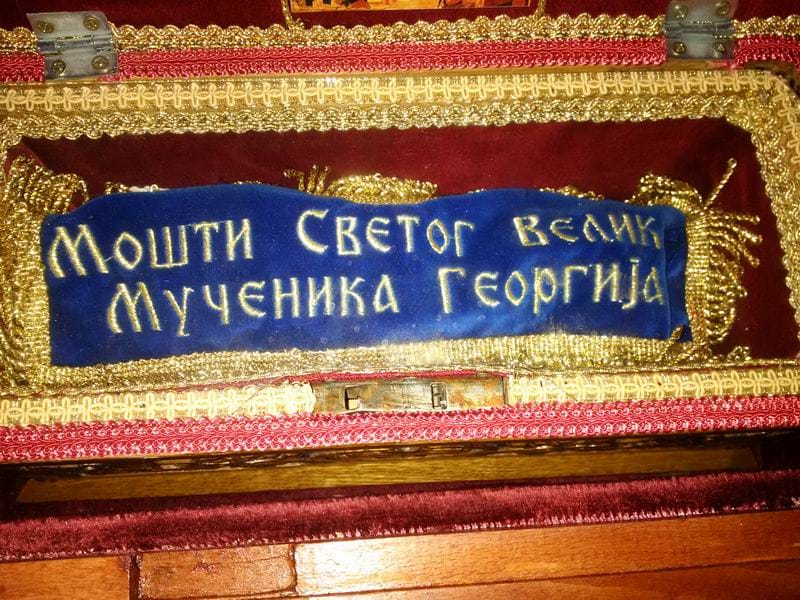 Мошти Светог велик
Мученика Георгија